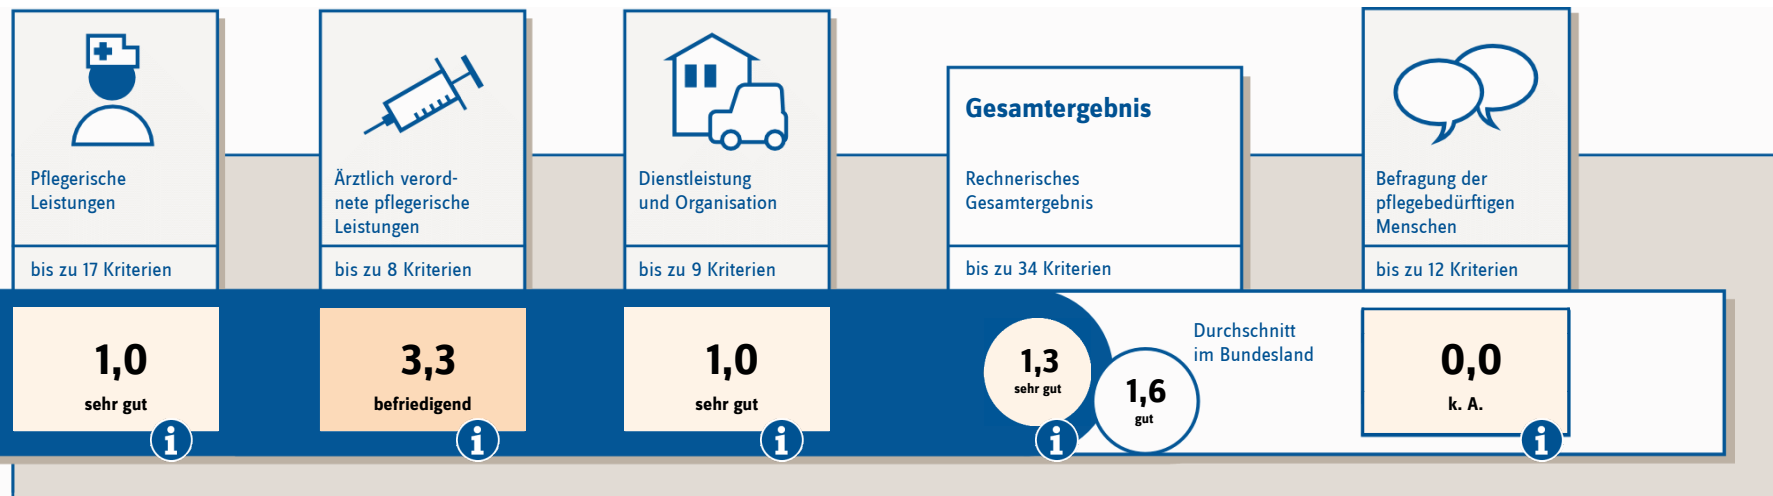 Pflegerische
Leistungen
bis zu 17 Kriterien
1,0
sehr gut
i
Ärztlich verord-
nete pflegerische
Leistungen
bis zu 8 Kriterien
3,3
befriedigend
i
Dienstleistung
und Organisation
bis zu 9 Kriterien
1,0
sehr gut
i
Gesamtergebnis
Rechnerisches
Gesamtergebnis
bis zu 34 Kriterien
1,3
sehr gut
i
1,6
gut
Durchschnitt
im Bundesland
Befragung der
pflegebedürftigen
Menschen
bis zu 12 Kriterien
0,0
k. A.
i